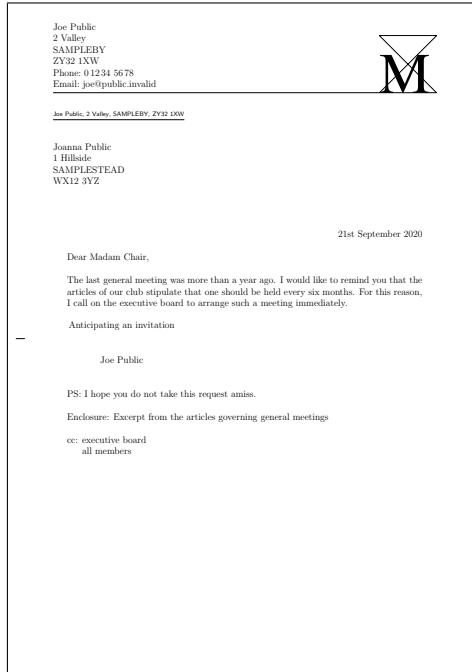 Joe Public
2 Valley
SAMPLEBY
ZY32 1XW
Phone: 01234 5678
Email: joe@public.invalid
M
Joe Public, 2 Valley, SAMPLEBY, ZY32 1XW
Joanna Public
1 Hillside
SAMPLESTEAD
WX12 3YZ
21st September 2020
Dear Madam Chair,
The last general meeting was more than a year ago. I would like to remind you that the
articles of our club stipulate that one should be held every six months. For this reason,
I call on the executive board to arrange such a meeting immediately.
Anticipating an invitation
Joe Public
PS: I hope you do not take this request amiss.
Enclosure: Excerpt from the articles governing general meetings
cc: executive board
all members